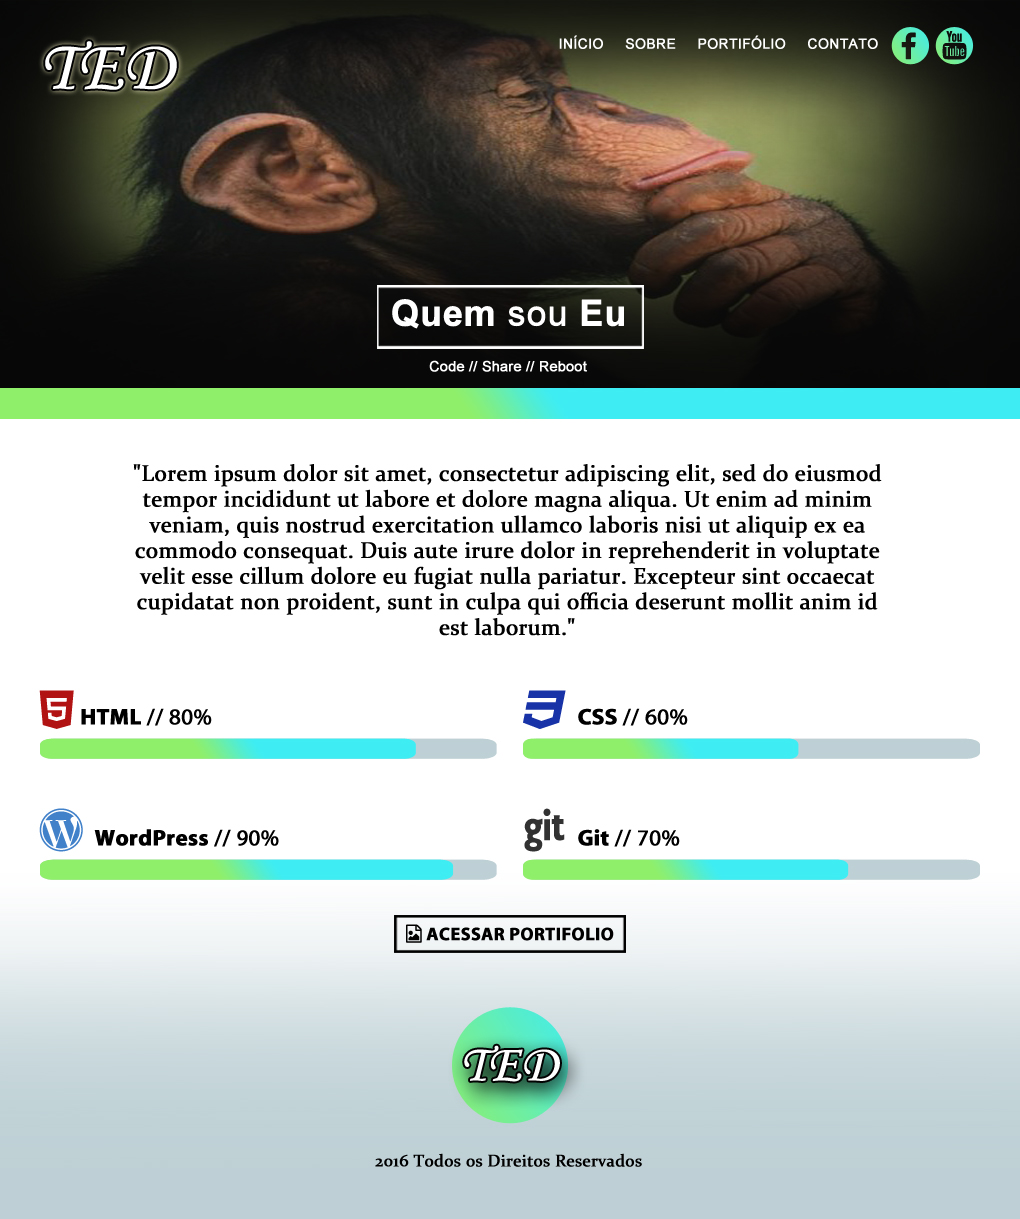 TED
INÍCIO SOBRE PORTIFÓLIO CONTATO
You
Tube
Quem sou Eu
Code // Share // Reboot
"Lorem ipsum dolor sit amet, consectetur adipiscing elit, sed do eiusmod
tempor incididunt ut labore et dolore magna aliqua. Ut enim ad minim
veniam, quis nostrud exercitation ullamco laboris nisi ut aliquip ex ea
commodo consequat. Duis aute irure dolor in reprehenderit in voluptate
velit esse cillum dolore eu fugiat nulla pariatur. Excepteur sint occaecat
cupidatat non proident, sunt in culpa qui officia deserunt mollit anim id
est laborum."
HTML // 80%
CSS // 60%
WordPress // 90%
git Git // 70%
ACESSAR PORTIFOLIO
TED
2016 Todos os Direitos Reservados